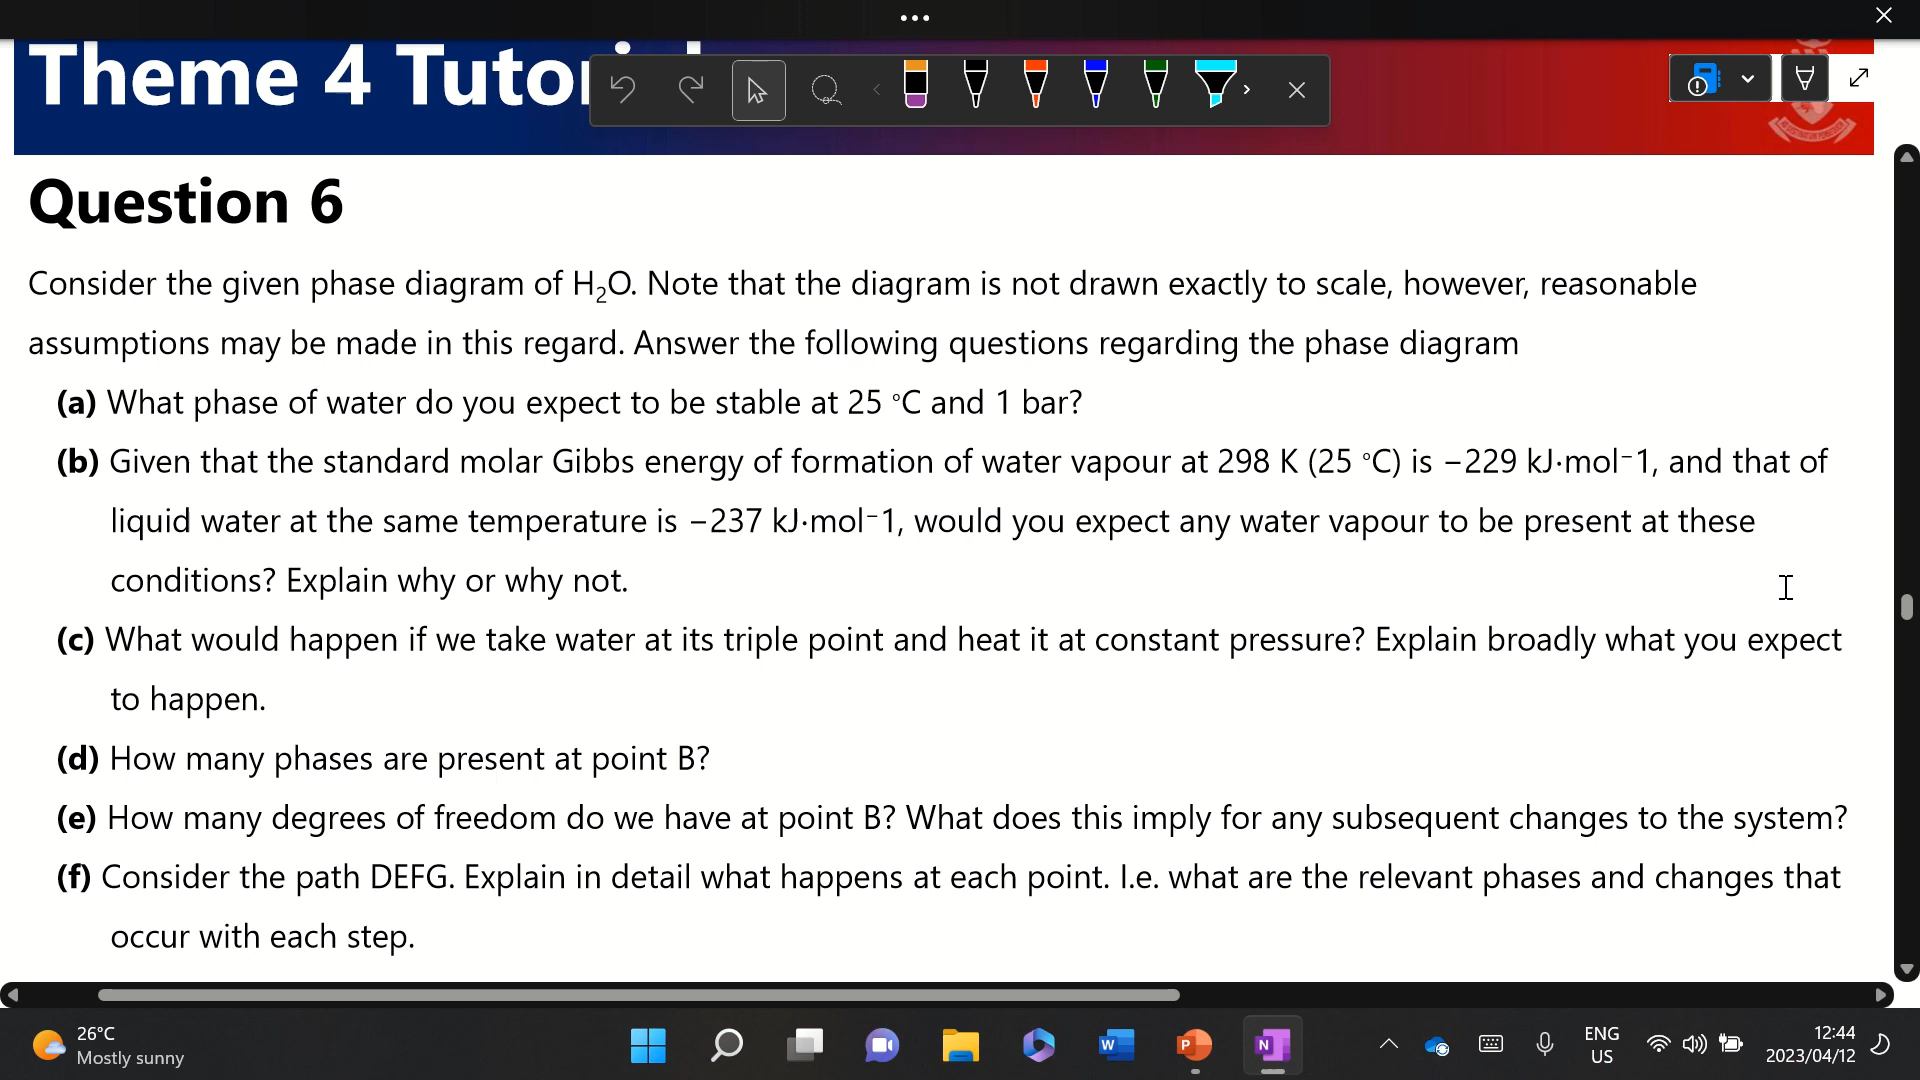 Theme 4 Tutorial
Question 6
Consider the given phase diagram of H₂O. Note that the diagram is not drawn exactly to scale, however, reasonable
assumptions may be made in this regard. Answer the following questions regarding the phase diagram
(a) What phase of water do you expect to be stable at 25 °C and 1 bar?
(b) Given that the standard molar Gibbs energy of formation of water vapour at 298 K (25 °C) is −229 kJ·mol⁻1, and that of
liquid water at the same temperature is −237 kJ·mol⁻1, would you expect any water vapour to be present at these
conditions? Explain why or why not.
(c) What would happen if we take water at its triple point and heat it at constant pressure? Explain broadly what you expect
to happen.
(d) How many phases are present at point B?
(e) How many degrees of freedom do we have at point B? What does this imply for any subsequent changes to the system?
(f) Consider the path DEFG. Explain in detail what happens at each point. I.e. what are the relevant phases and changes that
occur with each step.
26°C
Mostly sunny
W
P
N
ENG
US
12:44
2023/04/12